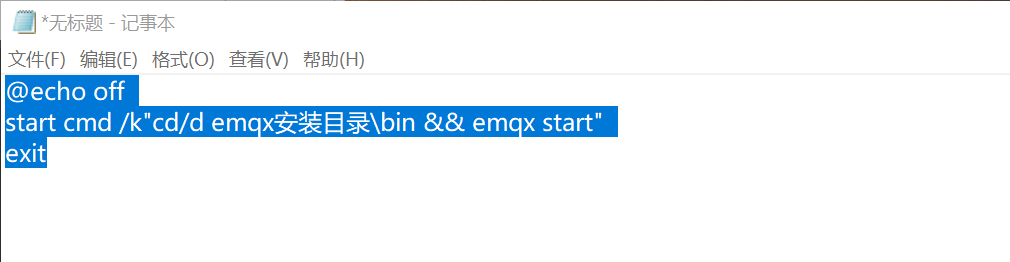 *无标题 - 记事本
文件(F) 编辑(E) 格式(O) 查看(V) 帮助(H)
@echo off
start cmd /k"cd/d emqx安装目录\bin && emqx start"
exit